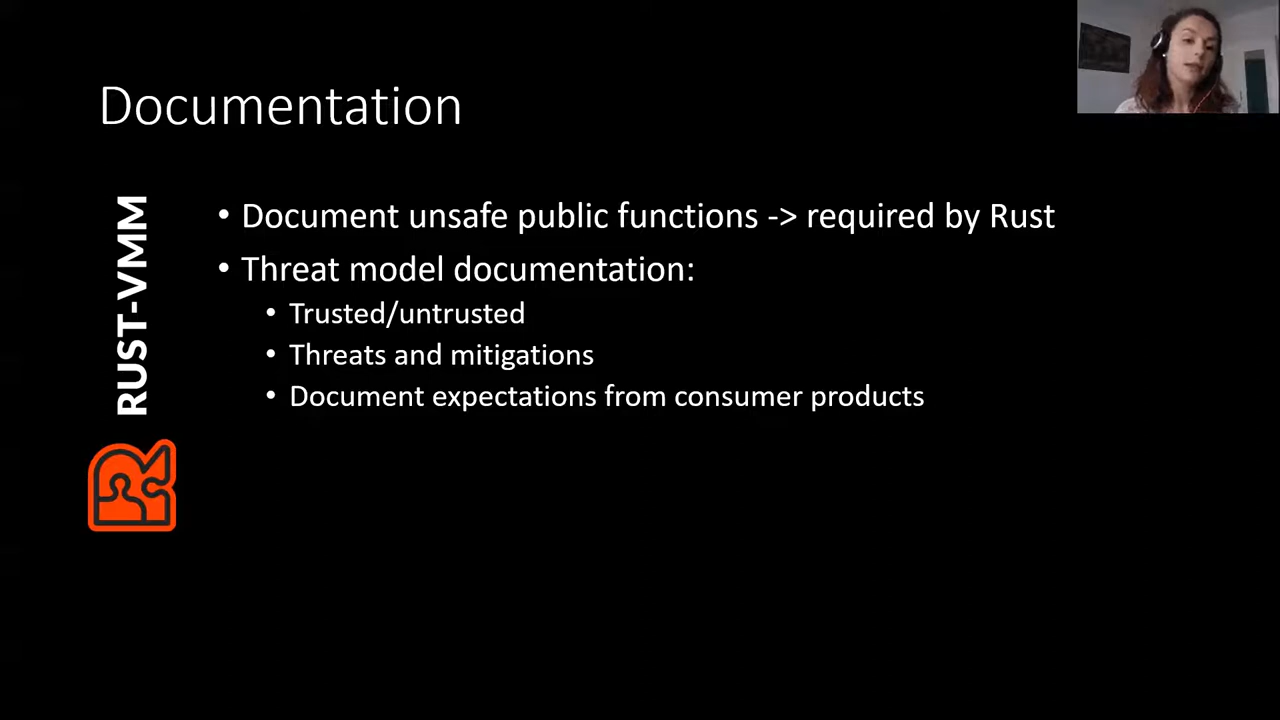 Documentation
RUST-VMM
• Document unsafe public functions -> required by Rust
• Threat model documentation:
• Trusted/untrusted
• Threats and mitigations
• Document expectations from consumer products